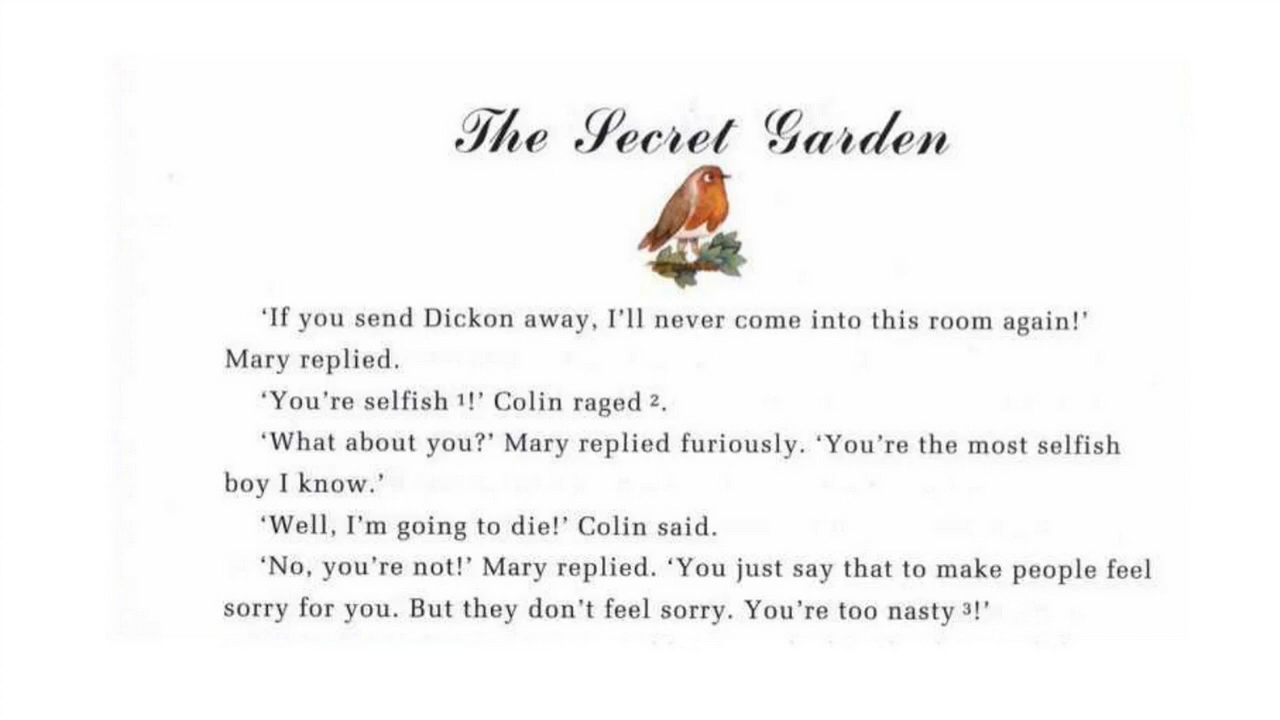 The Secret Garden
‘If you send Dickon away, I’ll never come into this room again!’
Mary replied.
‘You’re selfish ¹!’ Colin raged ².
‘What about you?’ Mary replied furiously. ‘You’re the most selfish
boy I know.’
‘Well, I’m going to die!’ Colin said.
‘No, you’re not!’ Mary replied. ‘You just say that to make people feel
sorry for you. But they don’t feel sorry. You’re too nasty ³!’